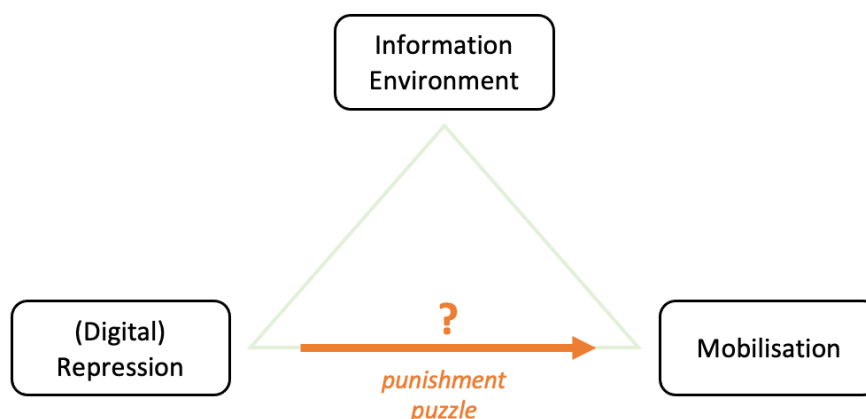 Information
Environment
(Digital)
Repression
?
punishment
puzzle
Mobilisation